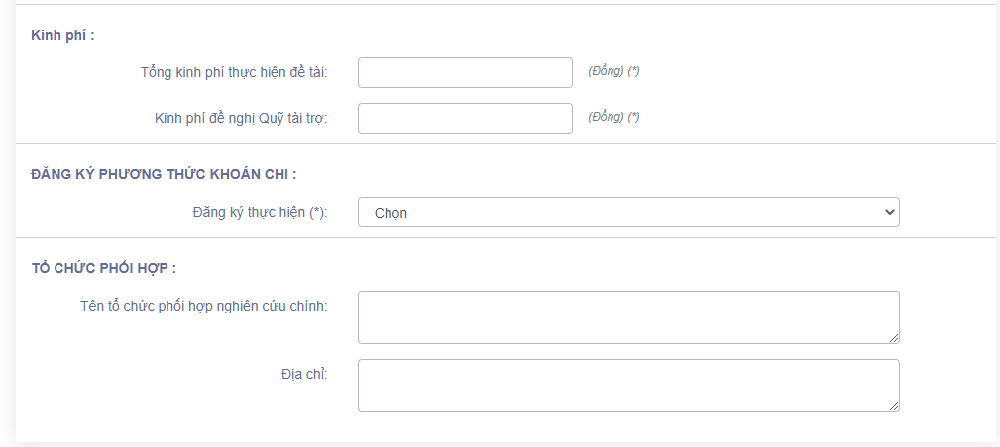 Kinh phí :
Tổng kinh phí thực hiện đề tài: (Đồng) (*)
Kinh phí đề nghị Quỹ tài trợ: (Đồng) (*)
ĐĂNG KÝ PHƯƠNG THỨC KHOÁN CHI :
Đăng ký thực hiện (*): Chọn
TỔ CHỨC PHỐI HỢP :
Tên tổ chức phối hợp nghiên cứu chính:
Địa chỉ: